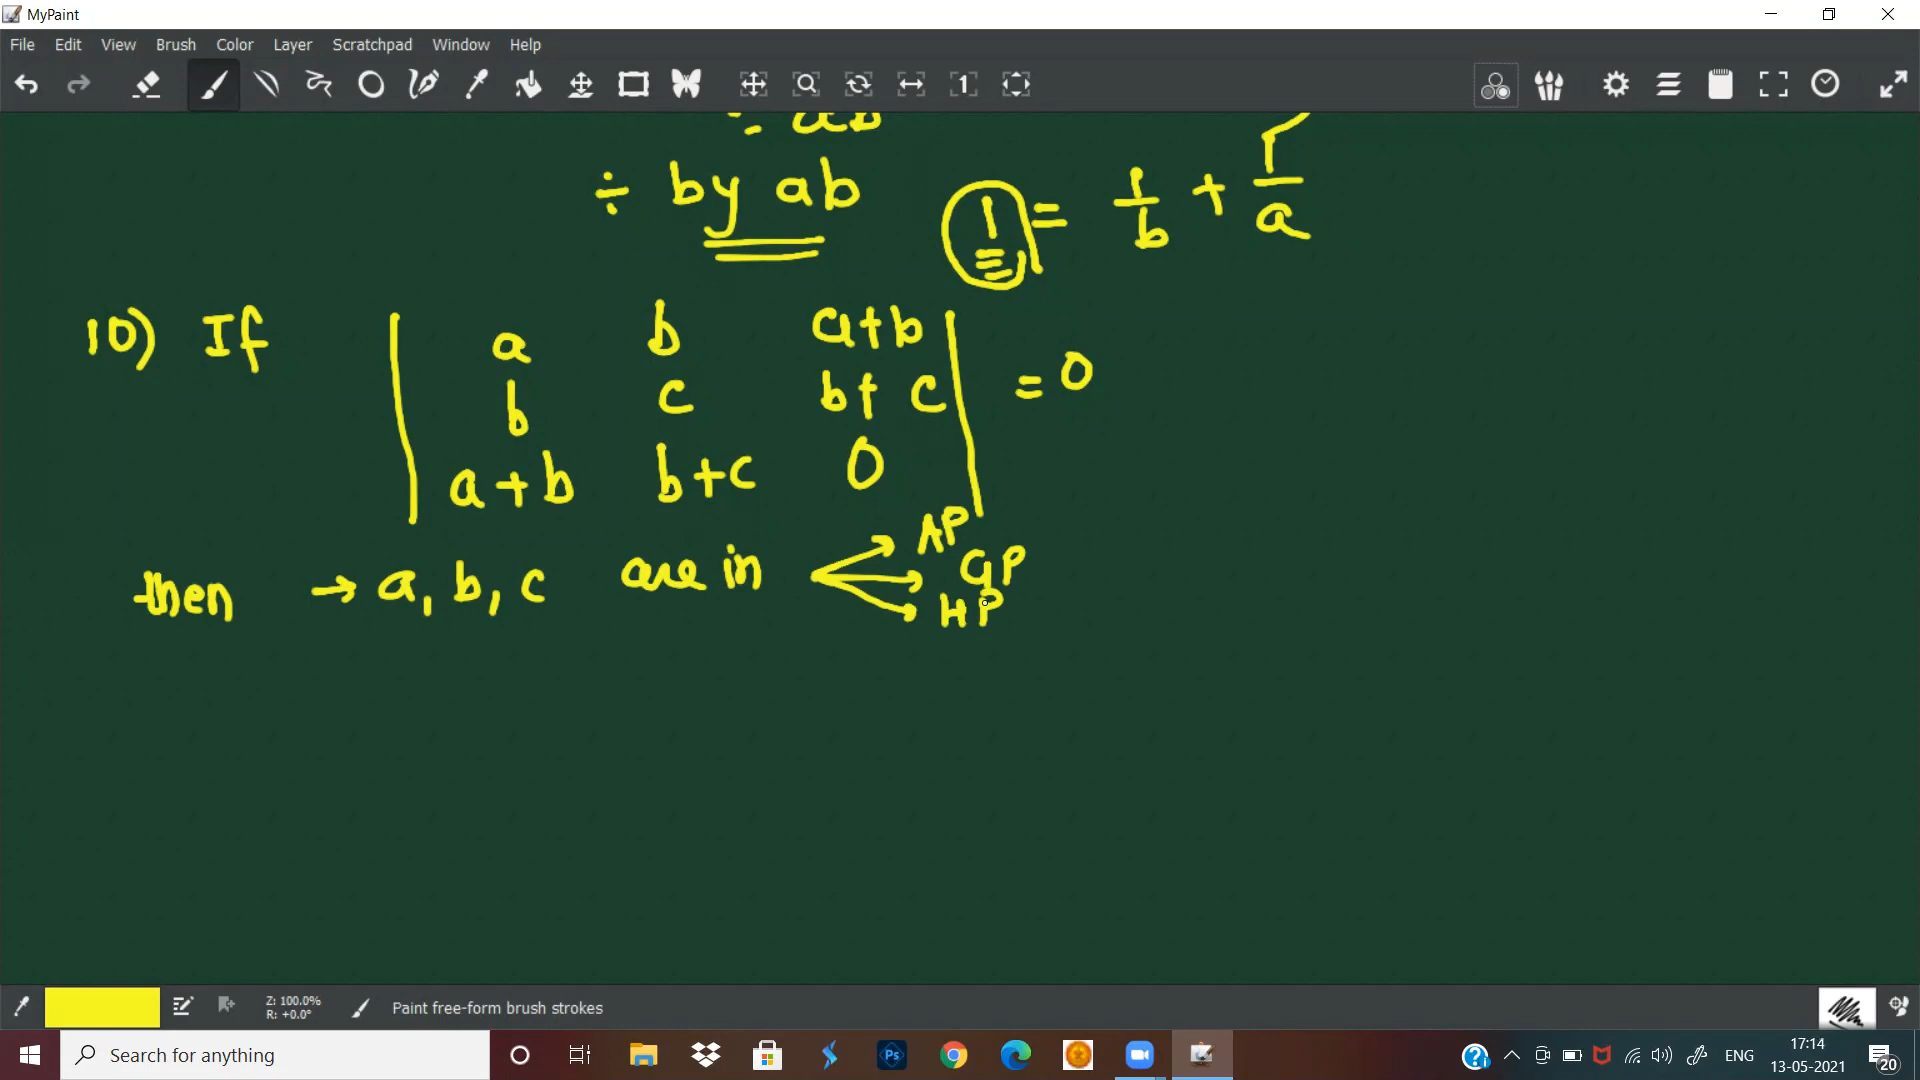 MyPaint
File Edit View Brush Color Layer Scratchpad Window Help
÷ by ab 1 = 1/b + 1/a
10) If | a b a+b |
| b c b+c | = 0
| a+b b+c 0 |
then → a, b, c are in AP
GP
HP
Z: 100.0%
R: +0.0°
Paint free-form brush strokes
Search for anything
Ps
ENG
17:14
13-05-2021
20